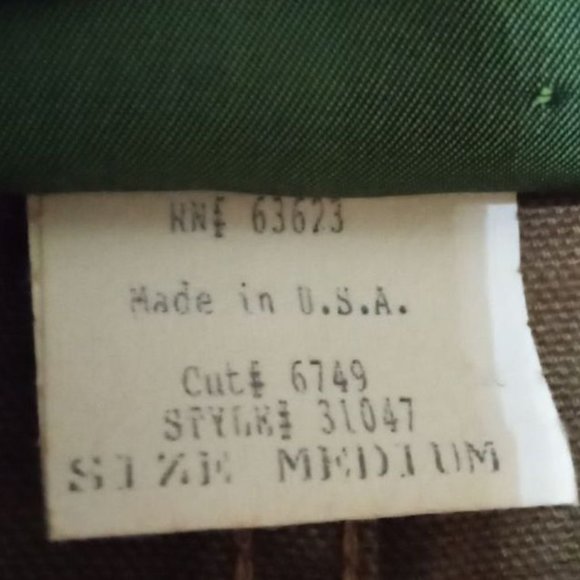 RN# 63623
Made in U.S.A.
Cut# 6749
STYLE# 31047
SIZE MEDIUM